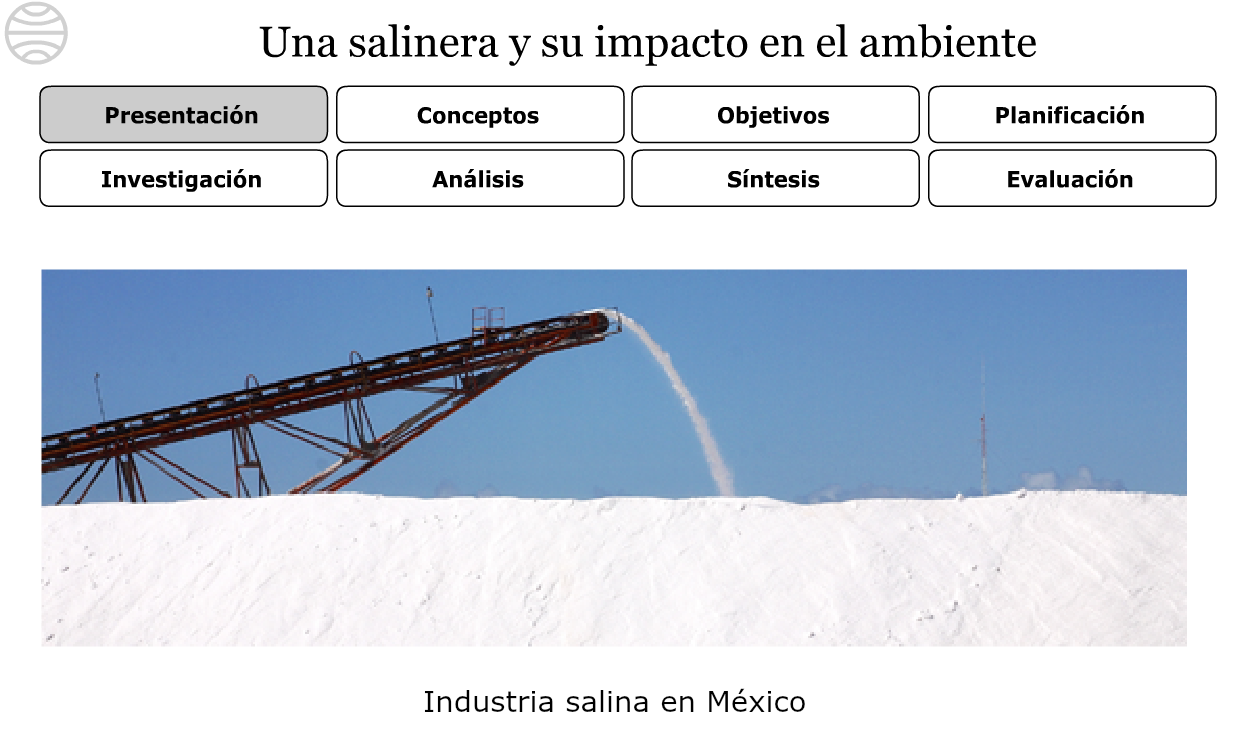 Una salinera y su impacto en el ambiente
Presentación Conceptos Objetivos Planificación
Investigación Análisis Síntesis Evaluación
Industria salina en México